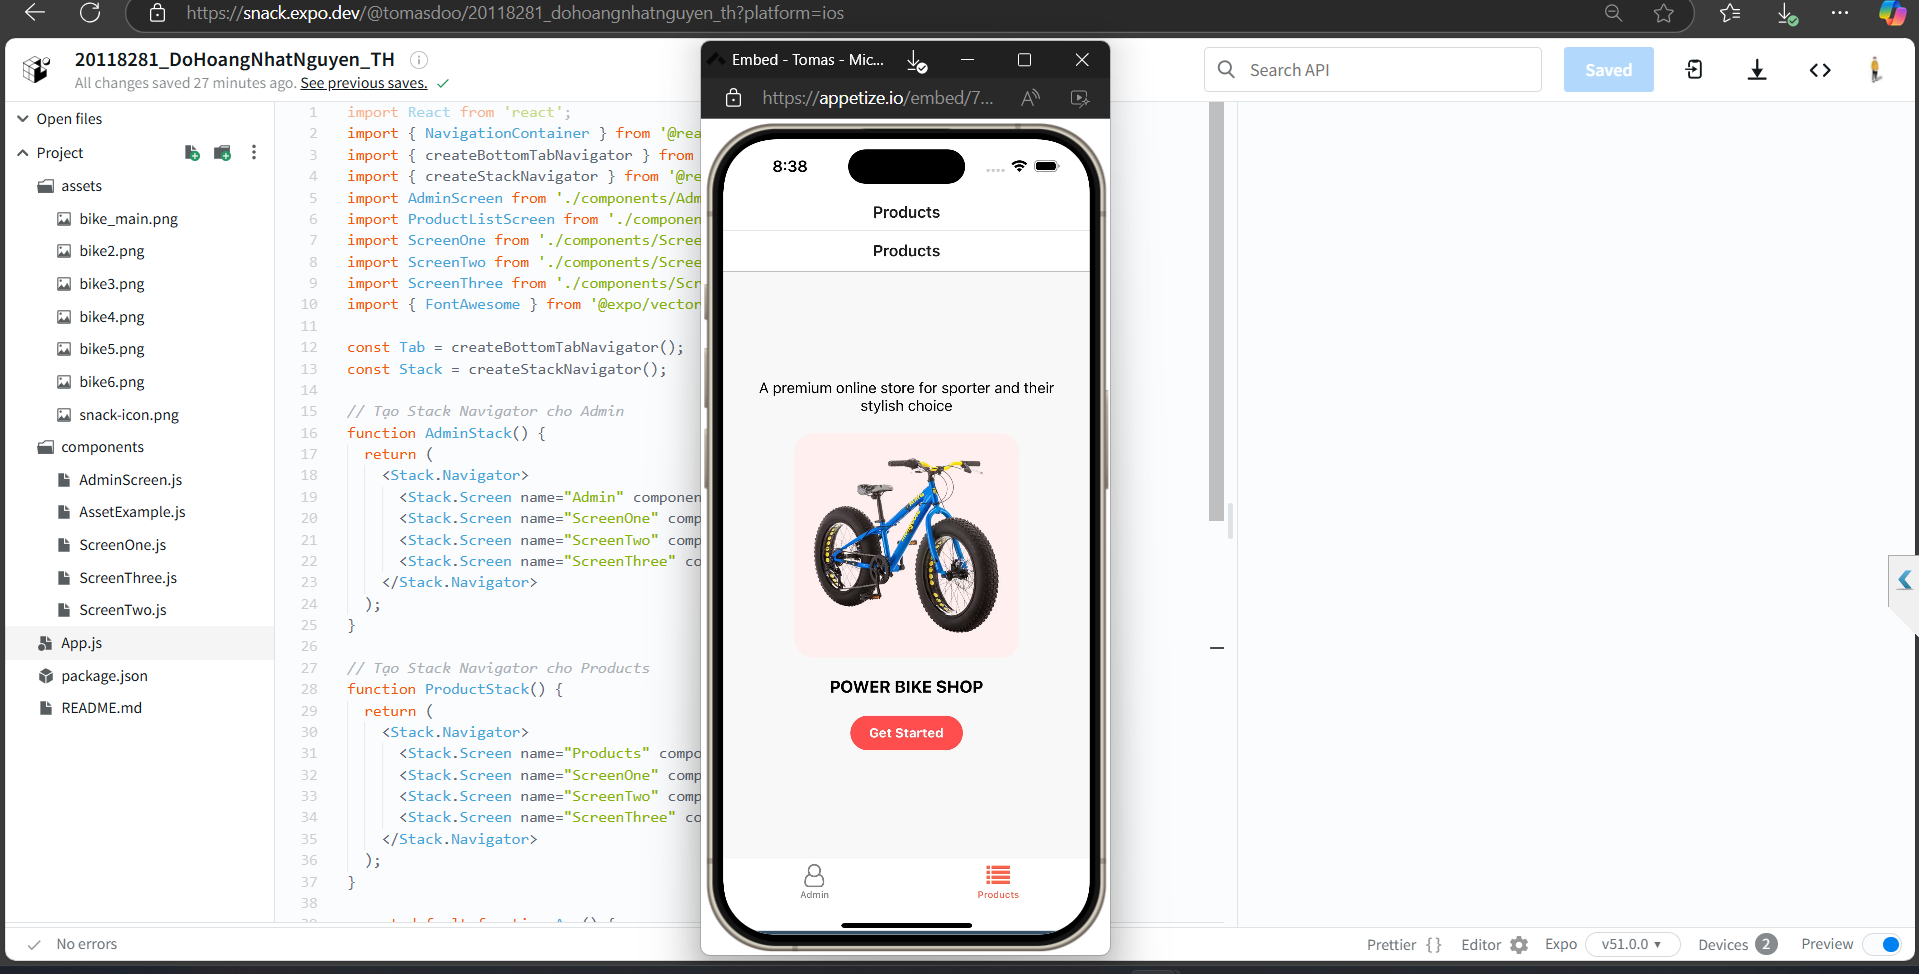 https://snack.expo.dev/@tomasdoo/20118281_dohoangnhatnguyen_th?platform=ios
20118281_DoHoangNhatNguyen_TH
All changes saved 27 minutes ago. See previous saves.
Search API
Saved
Open files
Project
assets
bike_main.png
bike2.png
bike3.png
bike4.png
bike5.png
bike6.png
snack-icon.png
components
AdminScreen.js
AssetExample.js
ScreenOne.js
ScreenThree.js
ScreenTwo.js
App.js
package.json
README.md
1 import React from 'react';
2 import { NavigationContainer } from '@rea
3 import { createBottomTabNavigator } from
4 import { createStackNavigator } from '@re
5 import AdminScreen from './components/Adm
6 import ProductListScreen from './componen
7 import ScreenOne from './components/Scree
8 import ScreenTwo from './components/Scree
9 import ScreenThree from './components/Scr
10 import { FontAwesome } from '@expo/vector
11
12 const Tab = createBottomTabNavigator();
13 const Stack = createStackNavigator();
14
15 // Tạo Stack Navigator cho Admin
16 function AdminStack() {
17 return (
18 <Stack.Navigator>
19 <Stack.Screen name="Admin" componen
20 <Stack.Screen name="ScreenOne" comp
21 <Stack.Screen name="ScreenTwo" comp
22 <Stack.Screen name="ScreenThree" co
23 </Stack.Navigator>
24 );
25 }
26
27 // Tạo Stack Navigator cho Products
28 function ProductStack() {
29 return (
30 <Stack.Navigator>
31 <Stack.Screen name="Products" compo
32 <Stack.Screen name="ScreenOne" comp
33 <Stack.Screen name="ScreenTwo" comp
34 <Stack.Screen name="ScreenThree" co
35 </Stack.Navigator>
36 );
37 }
38
Embed - Tomas - Mic...
https://appetize.io/embed/7...
8:38
Products
Products
A premium online store for sporter and their
stylish choice
POWER BIKE SHOP
Get Started
Admin
Products
No errors
Prettier { }
Editor
Expo
v51.0.0
Devices 2
Preview